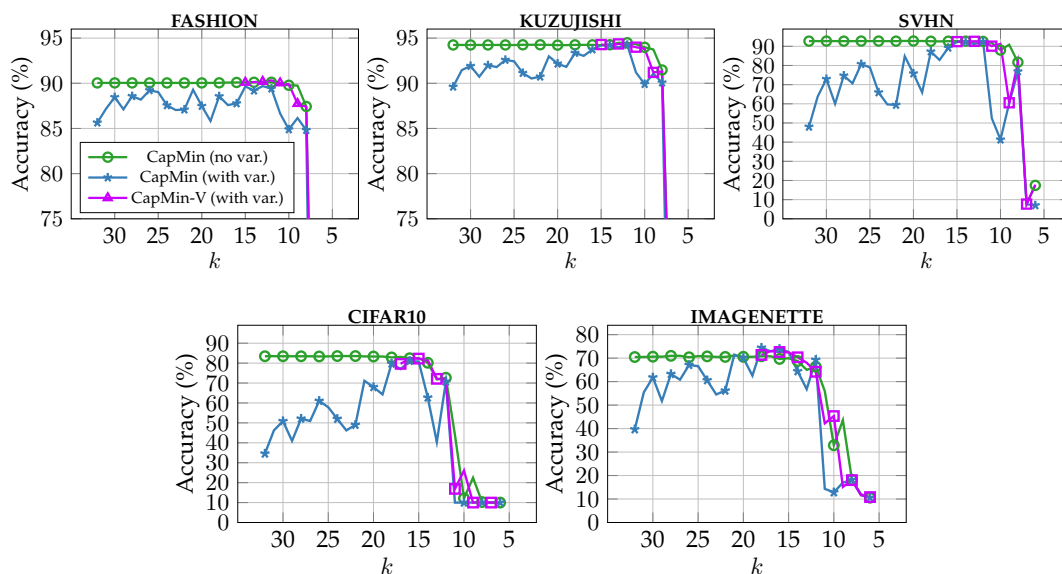 FASHION
Accuracy (%)
95
90
85
80
75
30 25 20 15 10 5
k
CapMin (no var.)
CapMin (with var.)
CapMin-V (with var.)
KUZUJISHI
Accuracy (%)
95
90
85
80
75
30 25 20 15 10 5
k
SVHN
Accuracy (%)
90
80
70
60
50
40
30
20
10
0
30 25 20 15 10 5
k
CIFAR10
Accuracy (%)
90
80
70
60
50
40
30
20
10
0
30 25 20 15 10 5
k
IMAGENETTE
Accuracy (%)
80
70
60
50
40
30
20
10
0
30 25 20 15 10 5
k